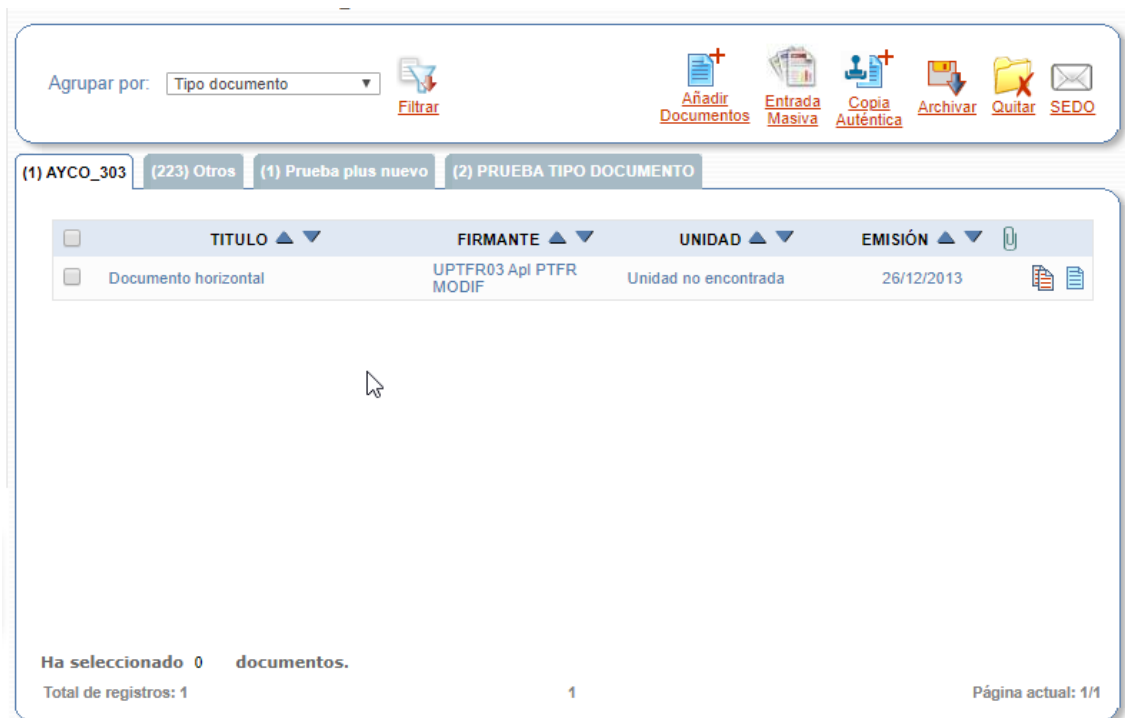 Agrupar por: Tipo documento
Filtrar
Añadir Documentos
Entrada Masiva
Copia Auténtica
Archivar
Quitar
SEDO
(1) AYCO_303 (223) Otros (1) Prueba plus nuevo (2) PRUEBA TIPO DOCUMENTO
TITULO FIRMANTE UNIDAD EMISIÓN
Documento horizontal UPTFR03 Apl PTFR MODIF Unidad no encontrada 26/12/2013
Ha seleccionado 0 documentos.
Total de registros: 1 1 Página actual: 1/1